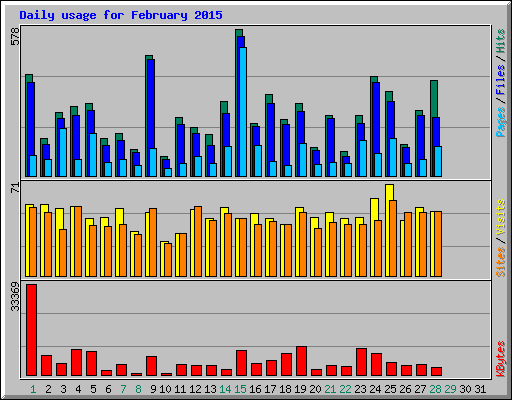 Daily usage for February 2015
578
Pages / Files / Hits
71
Sites / Visits
33369
KBytes
1 2 3 4 5 6 7 8 9 10 11 12 13 14 15 16 17 18 19 20 21 22 23 24 25 26 27 28 29 30 31